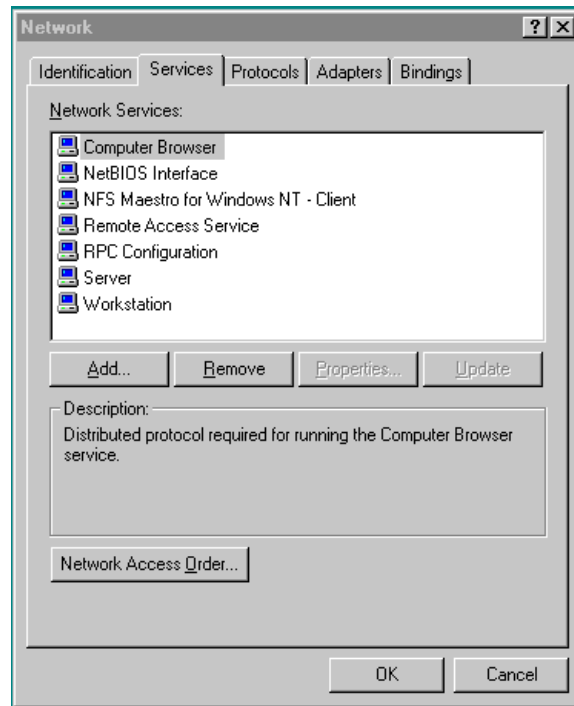 Network
Identification Services Protocols Adapters Bindings
Network Services:
Computer Browser
NetBIOS Interface
NFS Maestro for Windows NT - Client
Remote Access Service
RPC Configuration
Server
Workstation
Add... Remove Properties... Update
Description:
Distributed protocol required for running the Computer Browser
service.
Network Access Order...
OK Cancel